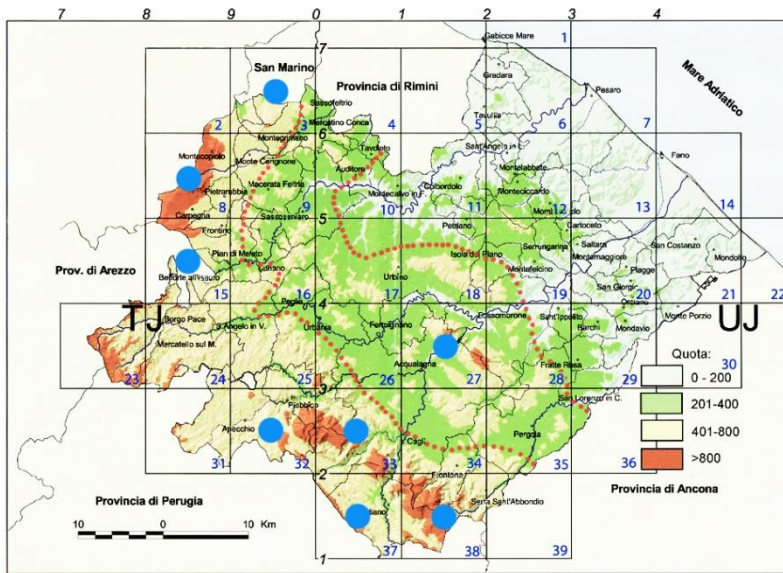 7 8 9 0 1 2 3 4
7
1
Gabicce Mare
Mare Adriatico
San Marino
Provincia di Rimini
Gradara
Pesaro
Sassofeltrio
2 3 4 5 6 7
Mercatino Conca
Tavullia
6
Montegrimano
Tavoleto
Sant'Angelo in L.
Fano
Montecopiolo
Monte Cerignone
Auditore
Montelabbate
Pietrarubbia
Macerata Feltria
Montecalvo in F.
Colbordolo
Monteciccardo
8 9 10 11 12 13 14
Carpegna
Sassocorvaro
5
Frontino
Petriano
Cartoceto
Pian di Meleto
Isola del Piano
Serrungarina
Saltara
San Costanzo
Prov. di Arezzo
Lunano
Montemaggiore
Mondolfo
Belforte all'Isauro
Urbino
Montefelcino
Piagge
San Giorgio
15 16 17 18 19 20 21 22
Peglio
4
Orciano
TJ
UJ
Borgo Pace
S.Angelo in V.
Urbania
Fermignano
Fossombrone
Sant'Ippolito
Monte Porzio
Barchi
Mondavio
Mercatello sul M.
Acqualagna
Fratte Rosa
Quota:
23 24 25 26 27 28 29 30
3
0 - 200
201-400
401-800
>800
San Lorenzo in C.
Piobbico
Apecchio
Cagli
Pergola
31 32 33 34 35 36
2
Frontone
Serra Sant'Abbondio
Provincia di Perugia
Provincia di Ancona
10 0 10 Km
37 38 39
1